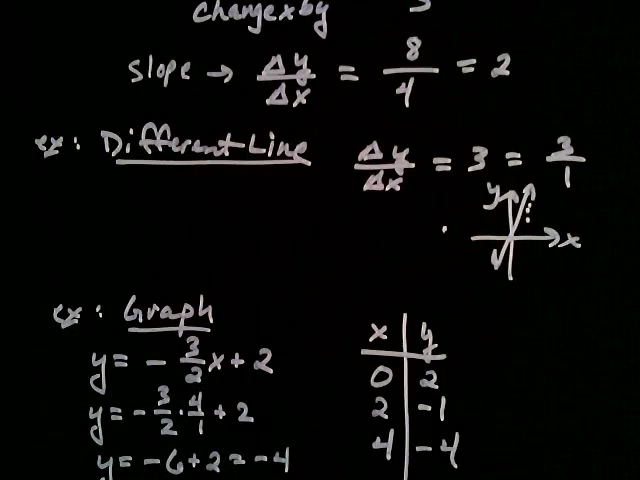 change x by
slope → Δy/Δx = 8/4 = 2
ex: Different Line Δy/Δx = 3 = 3/1
y
x
ex: Graph
y = -3/2x + 2
y = -3/2·4/1 + 2
y = -6 + 2 = -4
x | y
0 | 2
2 | -1
4 | -4